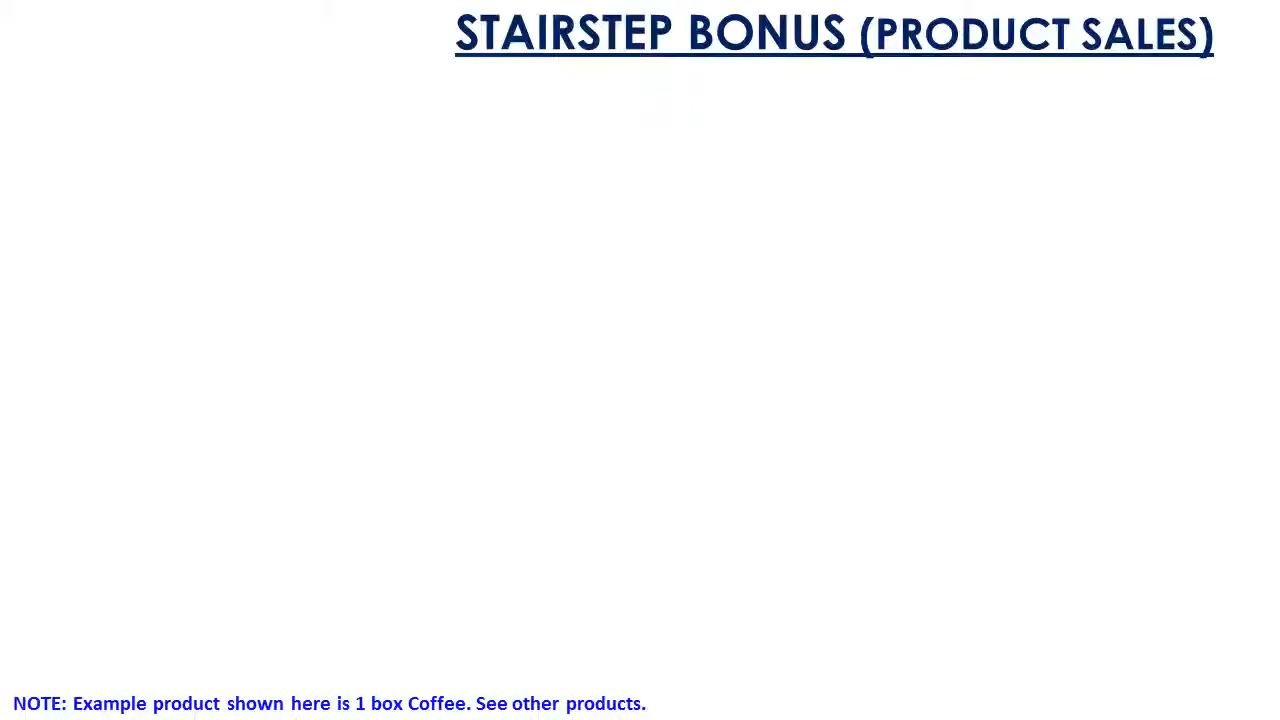 STAIRSTEP BONUS (PRODUCT SALES)
NOTE: Example product shown here is 1 box Coffee. See other products.